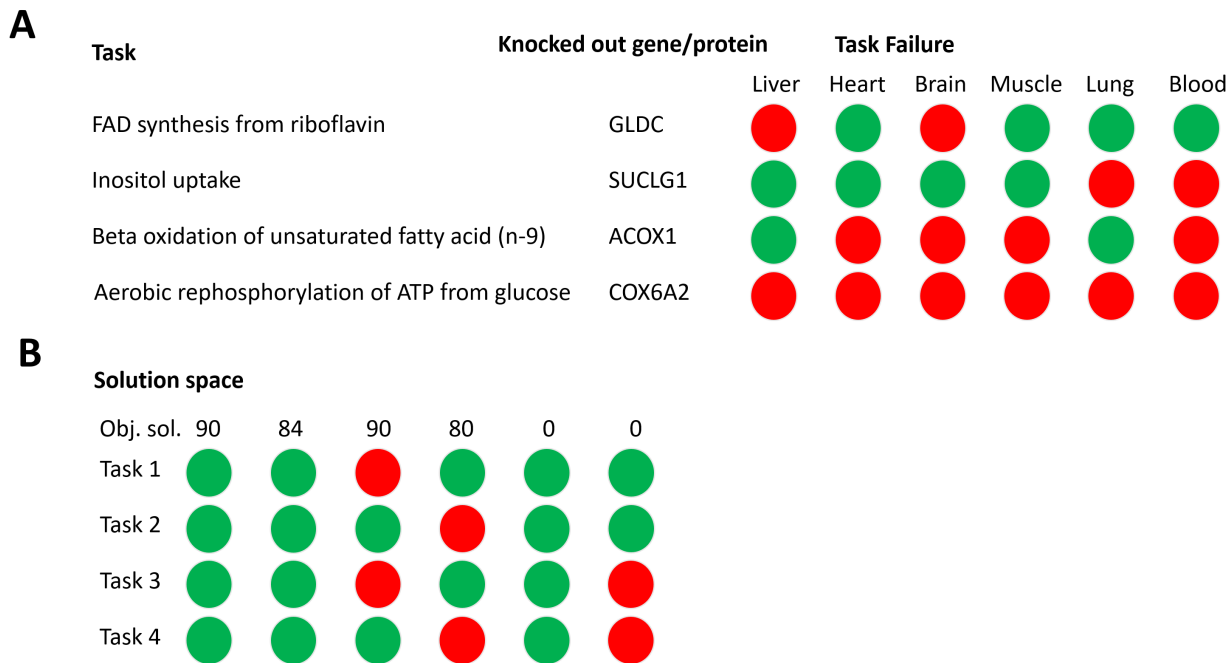 A
Task Knocked out gene/protein Task Failure
Liver Heart Brain Muscle Lung Blood
FAD synthesis from riboflavin GLDC
Inositol uptake SUCLG1
Beta oxidation of unsaturated fatty acid (n-9) ACOX1
Aerobic rephosphorylation of ATP from glucose COX6A2
B
Solution space
Obj. sol. 90 84 90 80 0 0
Task 1
Task 2
Task 3
Task 4